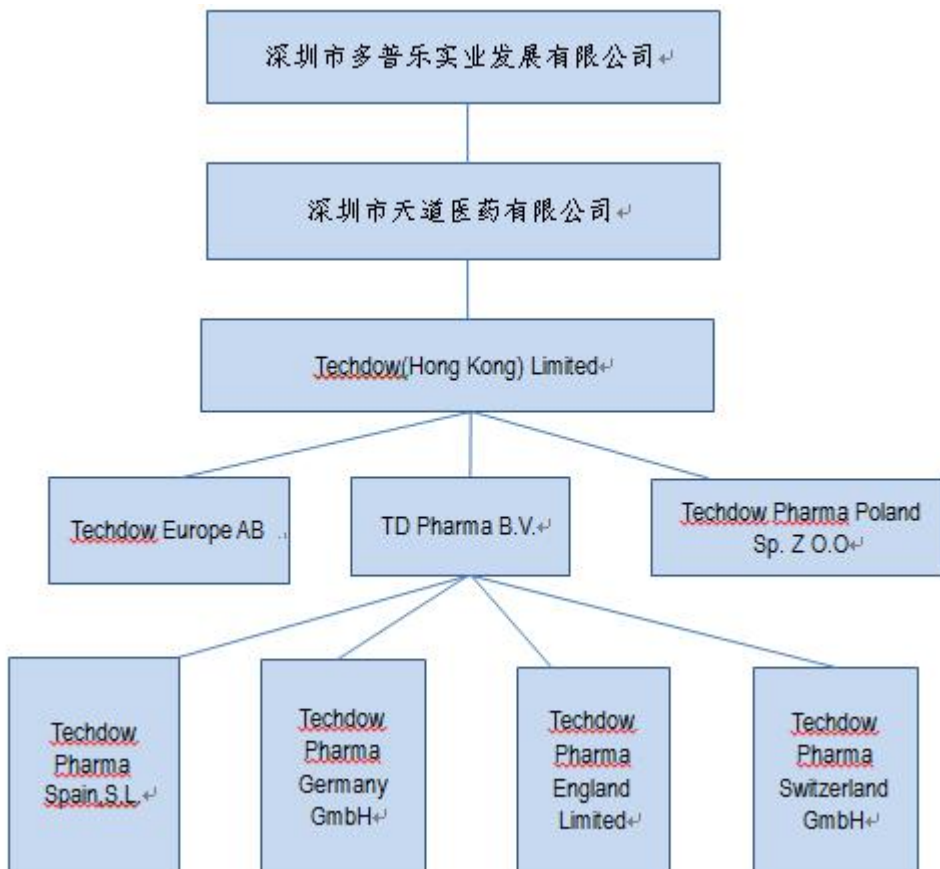 深圳市多普乐实业发展有限公司
深圳市天道医药有限公司
Techdow(Hong Kong) Limited
Techdow Europe AB
TD Pharma B.V.
Techdow Pharma Poland
Sp. Z O.O
Techdow
Pharma
Spain,S.L.
Techdow
Pharma
Germany
GmbH
Techdow
Pharma
England
Limited
Techdow
Pharma
Switzerland
GmbH